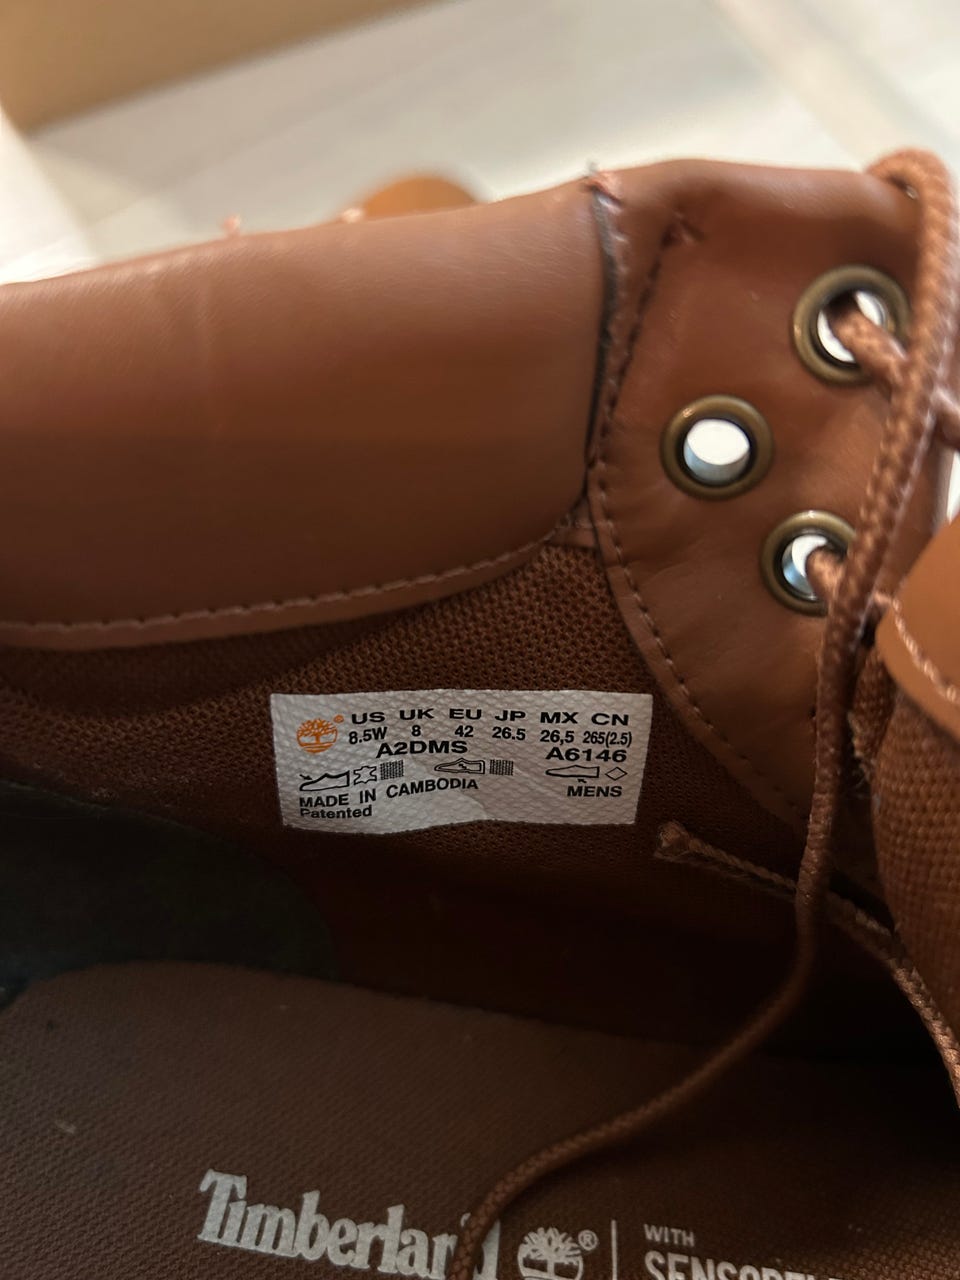 US UK EU JP MX CN
8.5W 8 42 26.5 26,5 265(2.5)
A2DMS A6146
MADE IN CAMBODIA MENS
Patented
Timberland ®
WITH